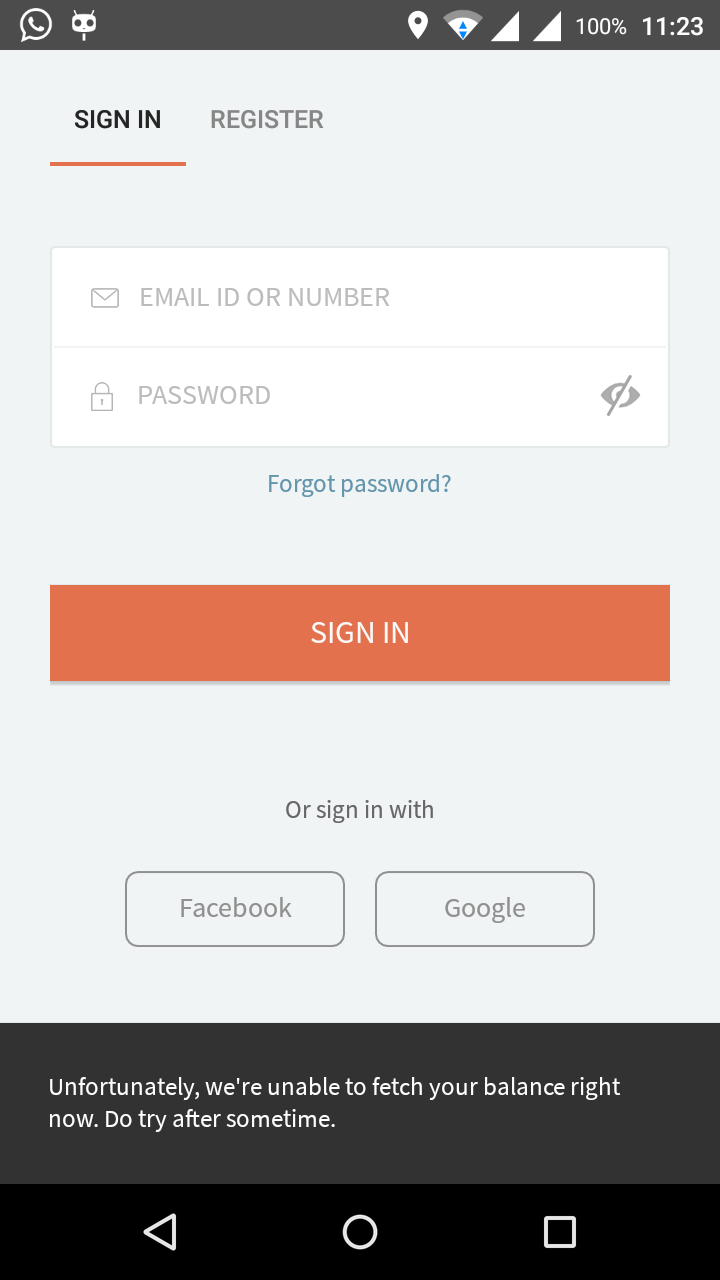 100% 11:23
SIGN IN REGISTER
EMAIL ID OR NUMBER
PASSWORD
Forgot password?
SIGN IN
Or sign in with
Facebook Google
Unfortunately, we're unable to fetch your balance right
now. Do try after sometime.